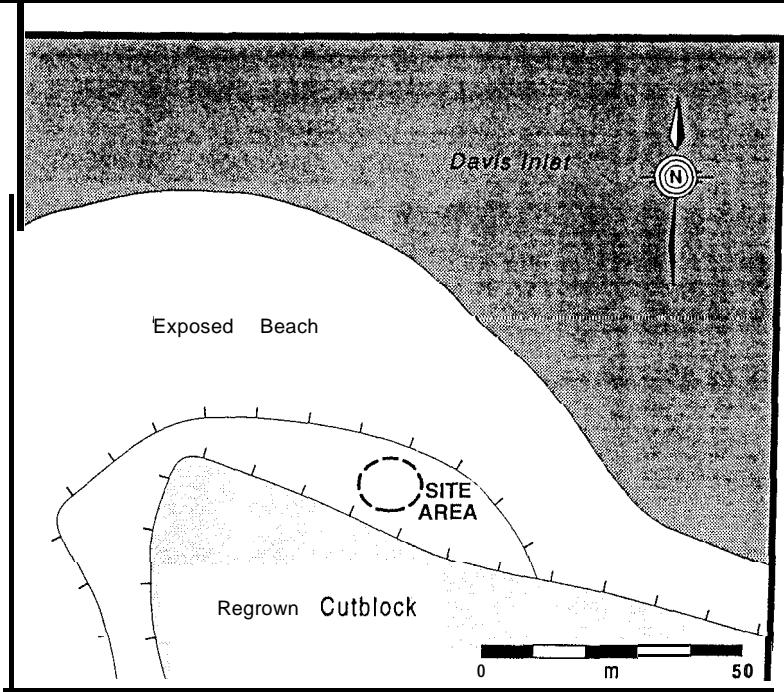 Davis Inlet
N
Exposed Beach
SITE
AREA
Regrown Cutblock
0 m 50